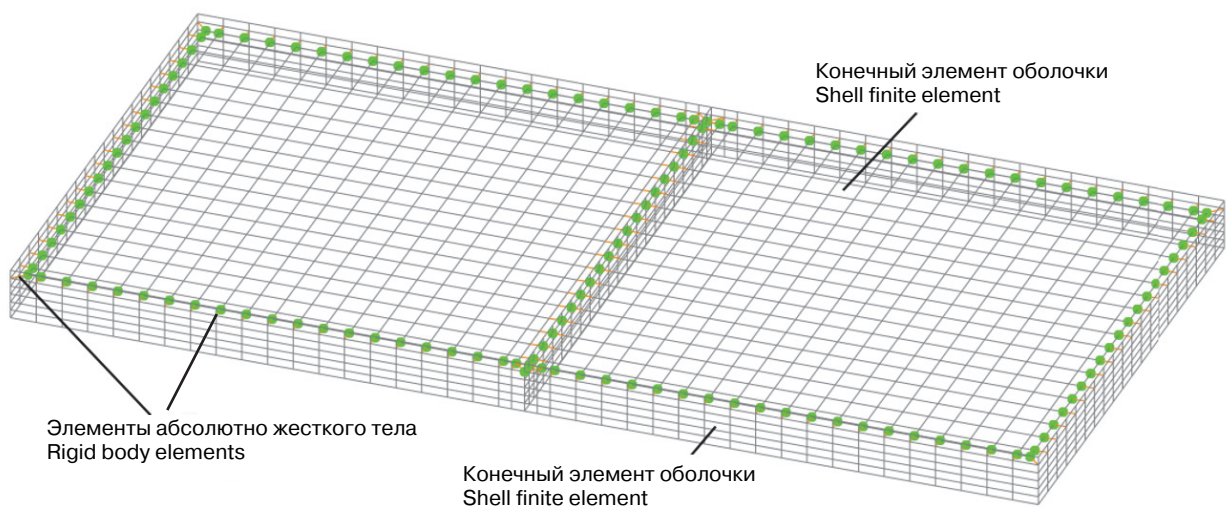 Конечный элемент оболочки
Shell finite element
Элементы абсолютно жесткого тела
Rigid body elements
Конечный элемент оболочки
Shell finite element